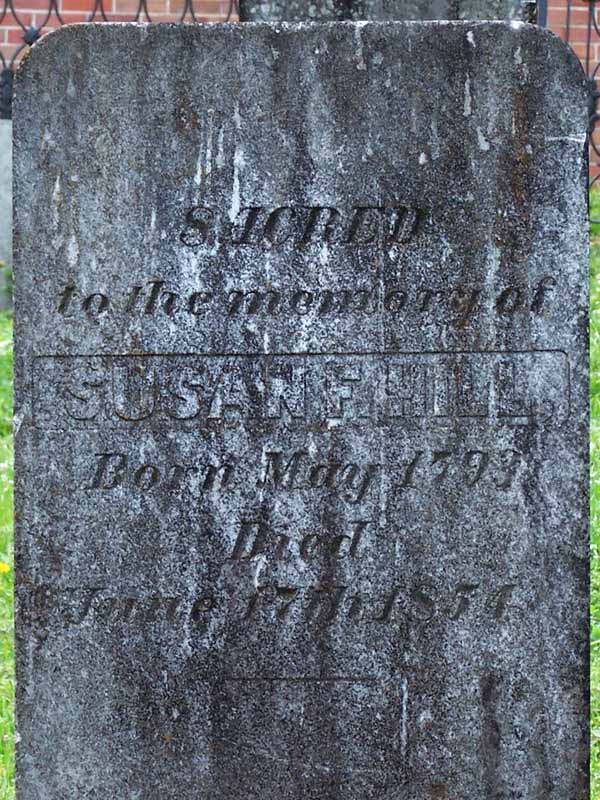 SACRED
to the memory of
SUSAN F. HILL,
Born May 1793
Died
June 17th 1854